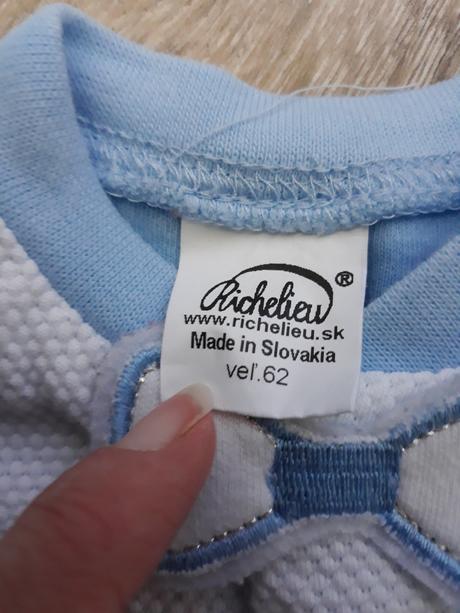 Richelieu ®
www.richelieu.sk
Made in Slovakia
veľ.62